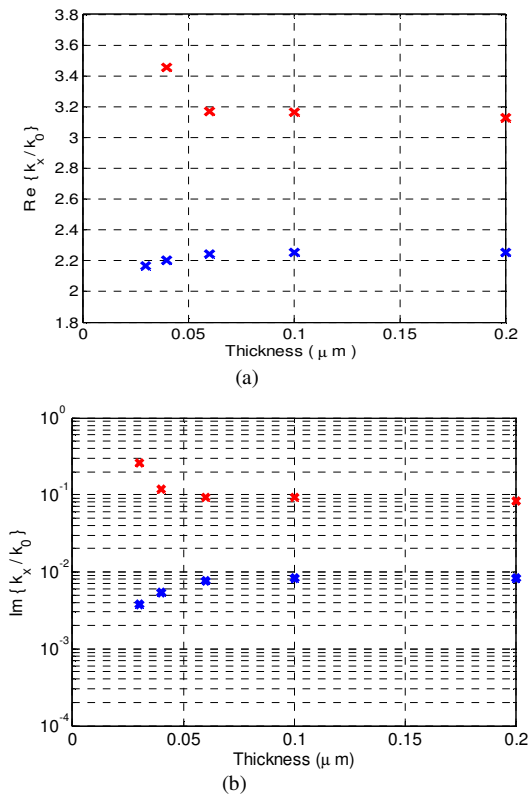 3.8
3.6
3.4
3.2
3
2.8
2.6
2.4
2.2
2
1.8
Re { k_x / k_0 }
0 0.05 0.1 0.15 0.2
Thickness ( μ m )
(a)
10^0
10^-1
10^-2
10^-3
10^-4
Im { k_x / k_0 }
0 0.05 0.1 0.15 0.2
Thickness (μ m)
(b)